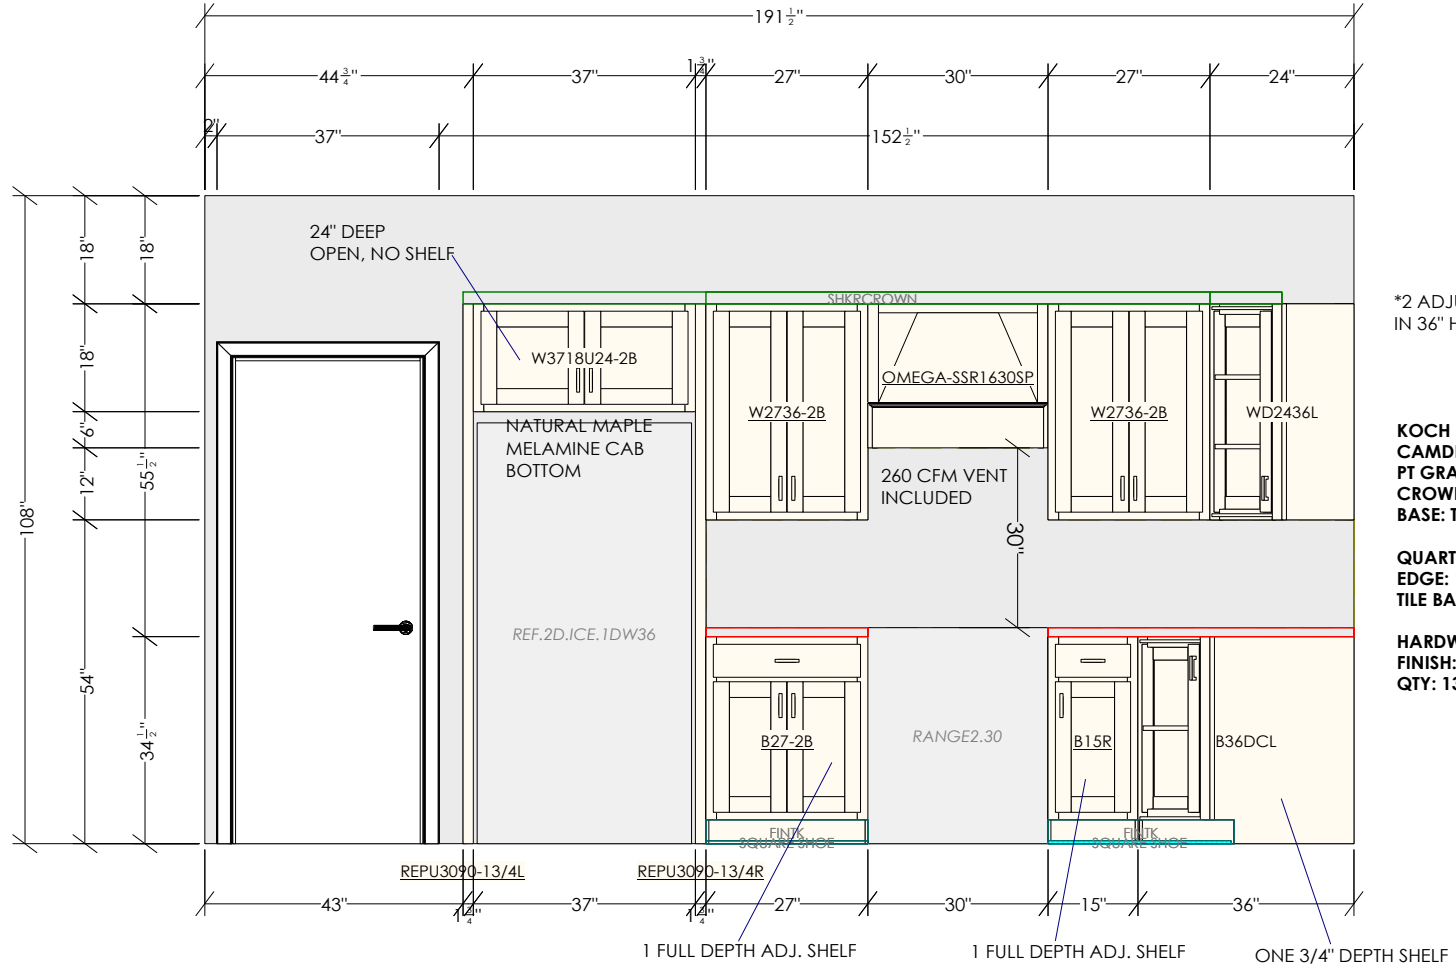 191 1/2"
44 3/4" 37" 1 3/4" 27" 30" 27" 24"
2" 37" 152 1/2"
18" 18"
24" DEEP
OPEN, NO SHELF
SHKRCROWN
*2 ADJU
IN 36" H
18"
W3718U24-2B
OMEGA-SSR1630SP
W2736-2B W2736-2B WD2436L
6"
NATURAL MAPLE
MELAMINE CAB
BOTTOM
KOCH
CAMD
PT GRA
CROW
BASE: T
12" 55 1/2"
260 CFM VENT
INCLUDED
108"
30"
QUART
EDGE:
TILE BA
REF.2D.ICE.1DW36
HARDW
FINISH:
QTY: 13
54"
34 1/2"
B27-2B RANGE2.30 B15R B36DCL
FINTK FINTK
SQUARE SHOE SQUARE SHOE
REPU3090-13/4L REPU3090-13/4R
43" 1 3/4" 37" 1 3/4" 27" 30" 15" 36"
1 FULL DEPTH ADJ. SHELF 1 FULL DEPTH ADJ. SHELF ONE 3/4" DEPTH SHELF